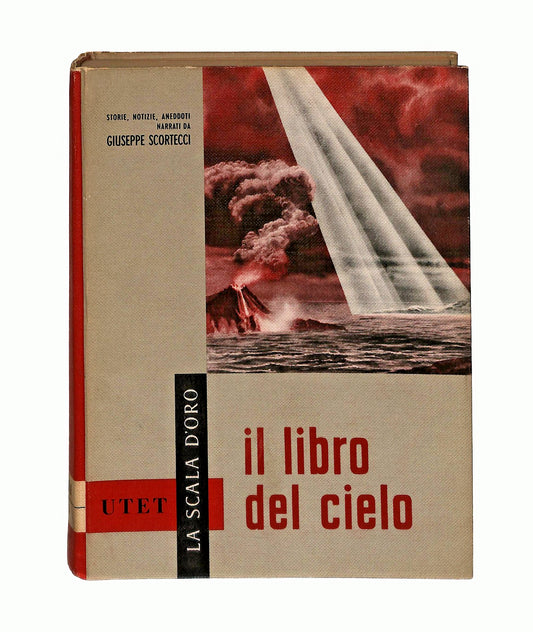 STORIE, NOTIZIE, ANEDDOTI
NARRATI DA
GIUSEPPE SCORTECCI
il libro
del cielo
UTET
LA SCALA D'ORO